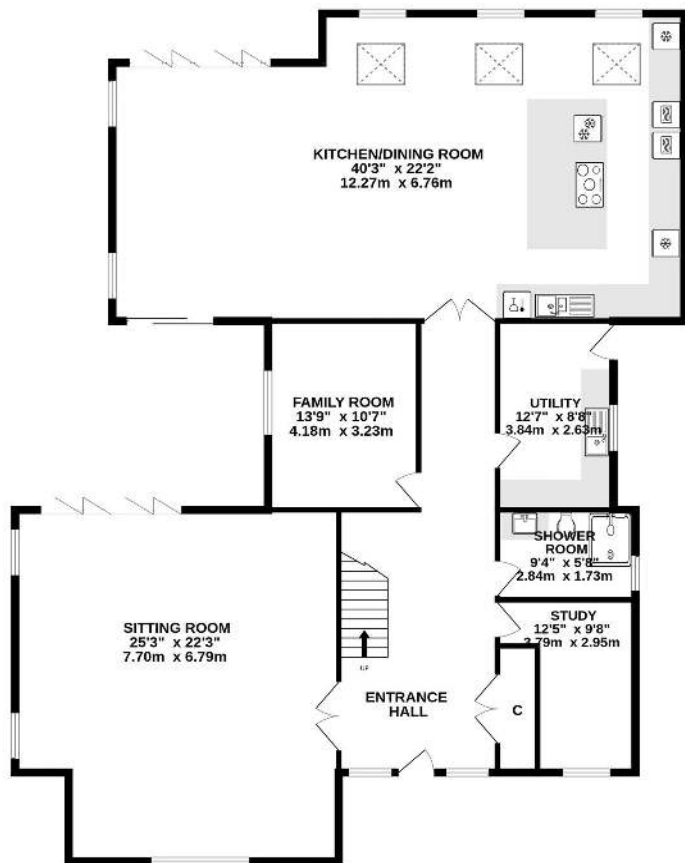 KITCHEN/DINING ROOM
40'3" x 22'2"
12.27m x 6.76m
FAMILY ROOM
13'9" x 10'7"
4.18m x 3.23m
UTILITY
12'7" x 8'8"
3.84m x 2.63m
SHOWER
ROOM
9'4" x 5'8"
2.84m x 1.73m
SITTING ROOM
25'3" x 22'3"
7.70m x 6.79m
STUDY
12'5" x 9'8"
3.79m x 2.95m
UP
ENTRANCE
HALL
C